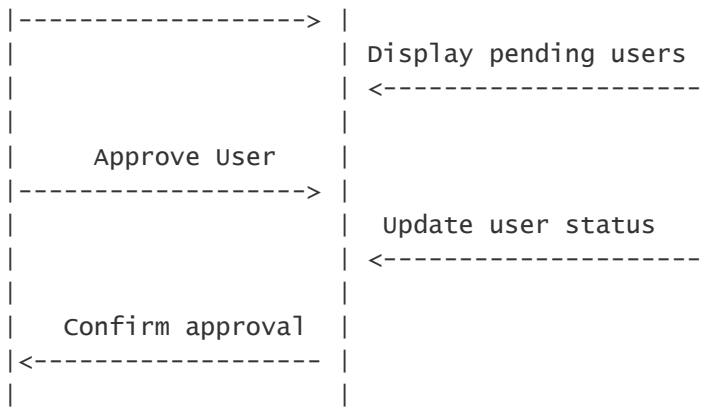 |-------------------> |
| | Display pending users
| | <----------------------
| |
| Approve User |
|-------------------> |
| | Update user status
| | <----------------------
| |
| Confirm approval |
|<------------------- |
| |